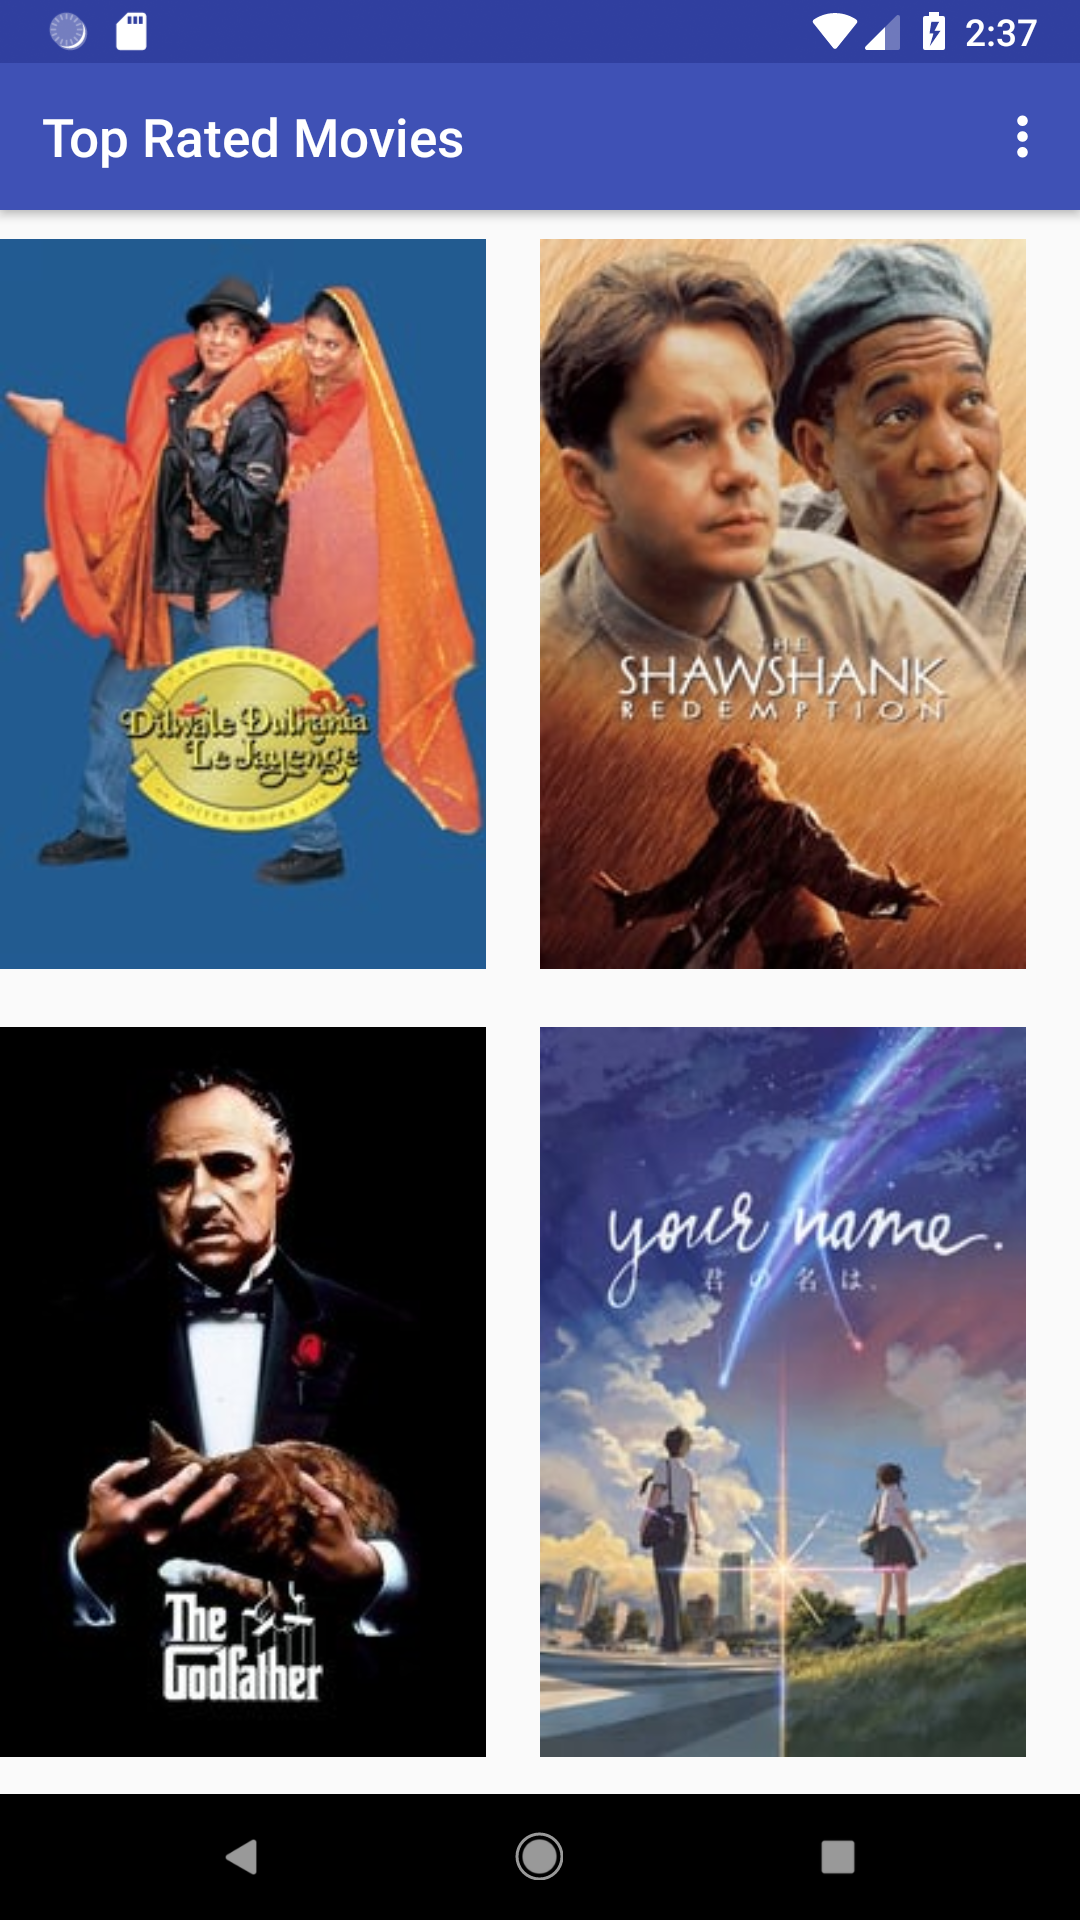 2:37
Top Rated Movies
Dilwale Dulhania
Le Jayenge
THE
SHAWSHANK
REDEMPTION
The
Godfather
your name.
君の名は。